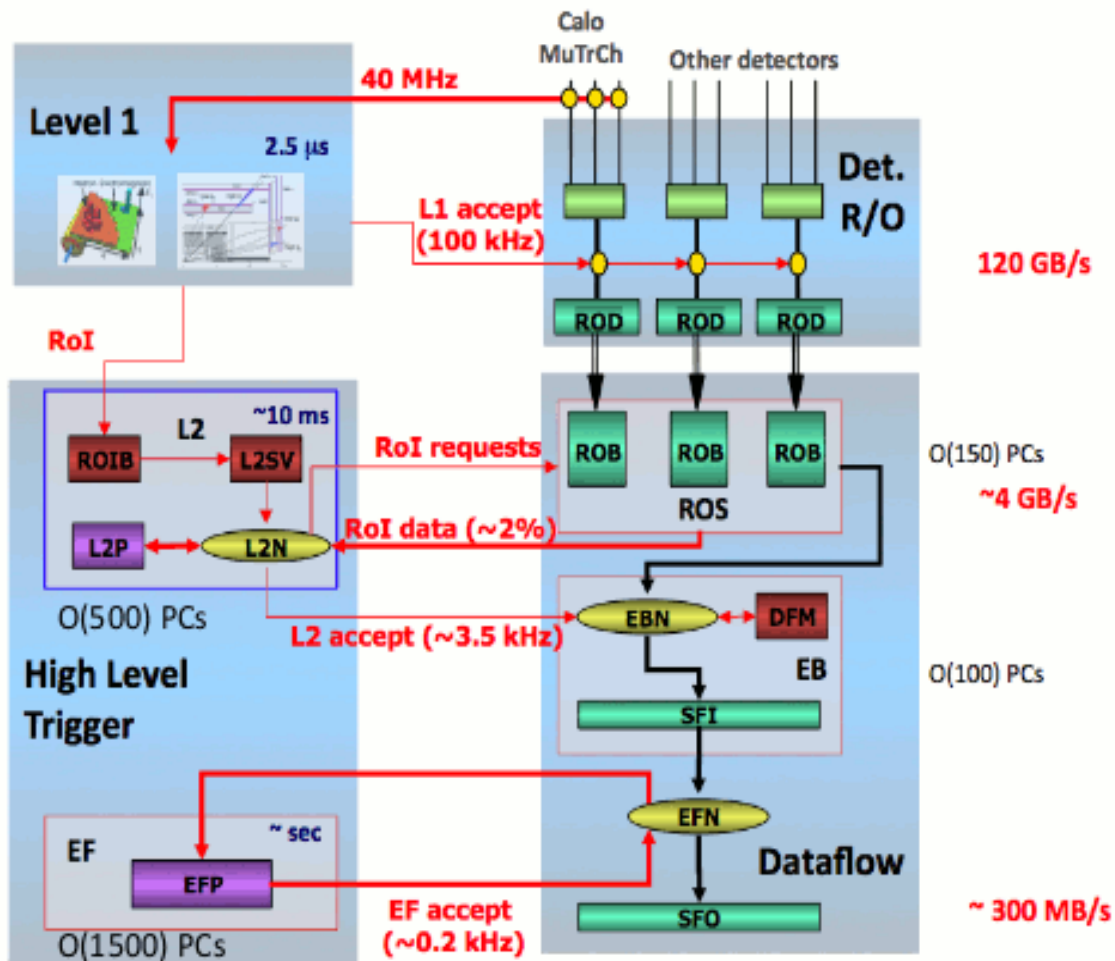 Calo
MuTrCh
Other detectors
40 MHz
Level 1
2.5 μs
Det.
R/O
L1 accept
(100 kHz)
120 GB/s
ROD
ROD
ROD
RoI
~10 ms
L2
ROIB
L2SV
RoI requests
ROB
ROB
ROB
O(150) PCs
~4 GB/s
ROS
RoI data (~2%)
L2P
L2N
O(500) PCs
L2 accept (~3.5 kHz)
EBN
DFM
EB
O(100) PCs
High Level
Trigger
SFI
EFN
~ sec
EF
EFP
Dataflow
EF accept
(~0.2 kHz)
SFO
~ 300 MB/s
O(1500) PCs